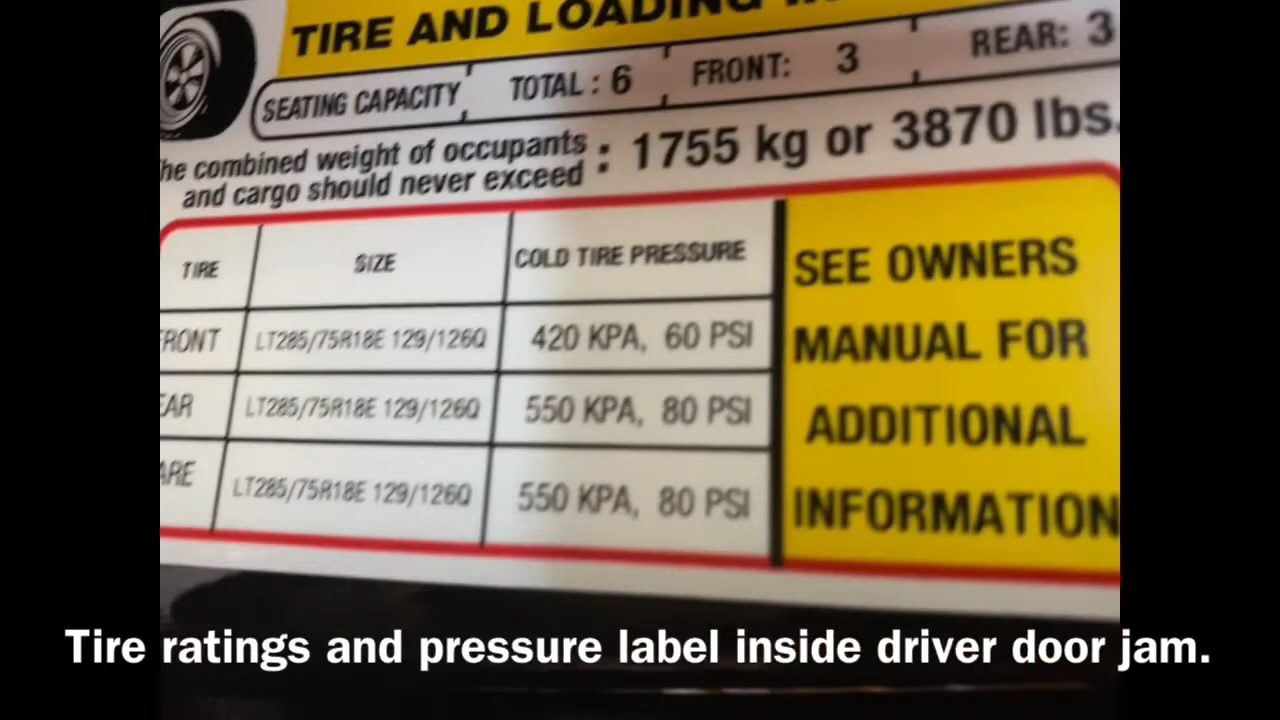 TIRE AND LOADING
SEATING CAPACITY TOTAL : 6 FRONT: 3 REAR: 3
he combined weight of occupants
and cargo should never exceed : 1755 kg or 3870 lbs.
TIRE SIZE COLD TIRE PRESSURE
RONT LT285/75R18E 129/126Q 420 KPA, 60 PSI
EAR LT285/75R18E 129/126Q 550 KPA, 80 PSI
ARE LT285/75R18E 129/126Q 550 KPA, 80 PSI
SEE OWNERS
MANUAL FOR
ADDITIONAL
INFORMATION
Tire ratings and pressure label inside driver door jam.